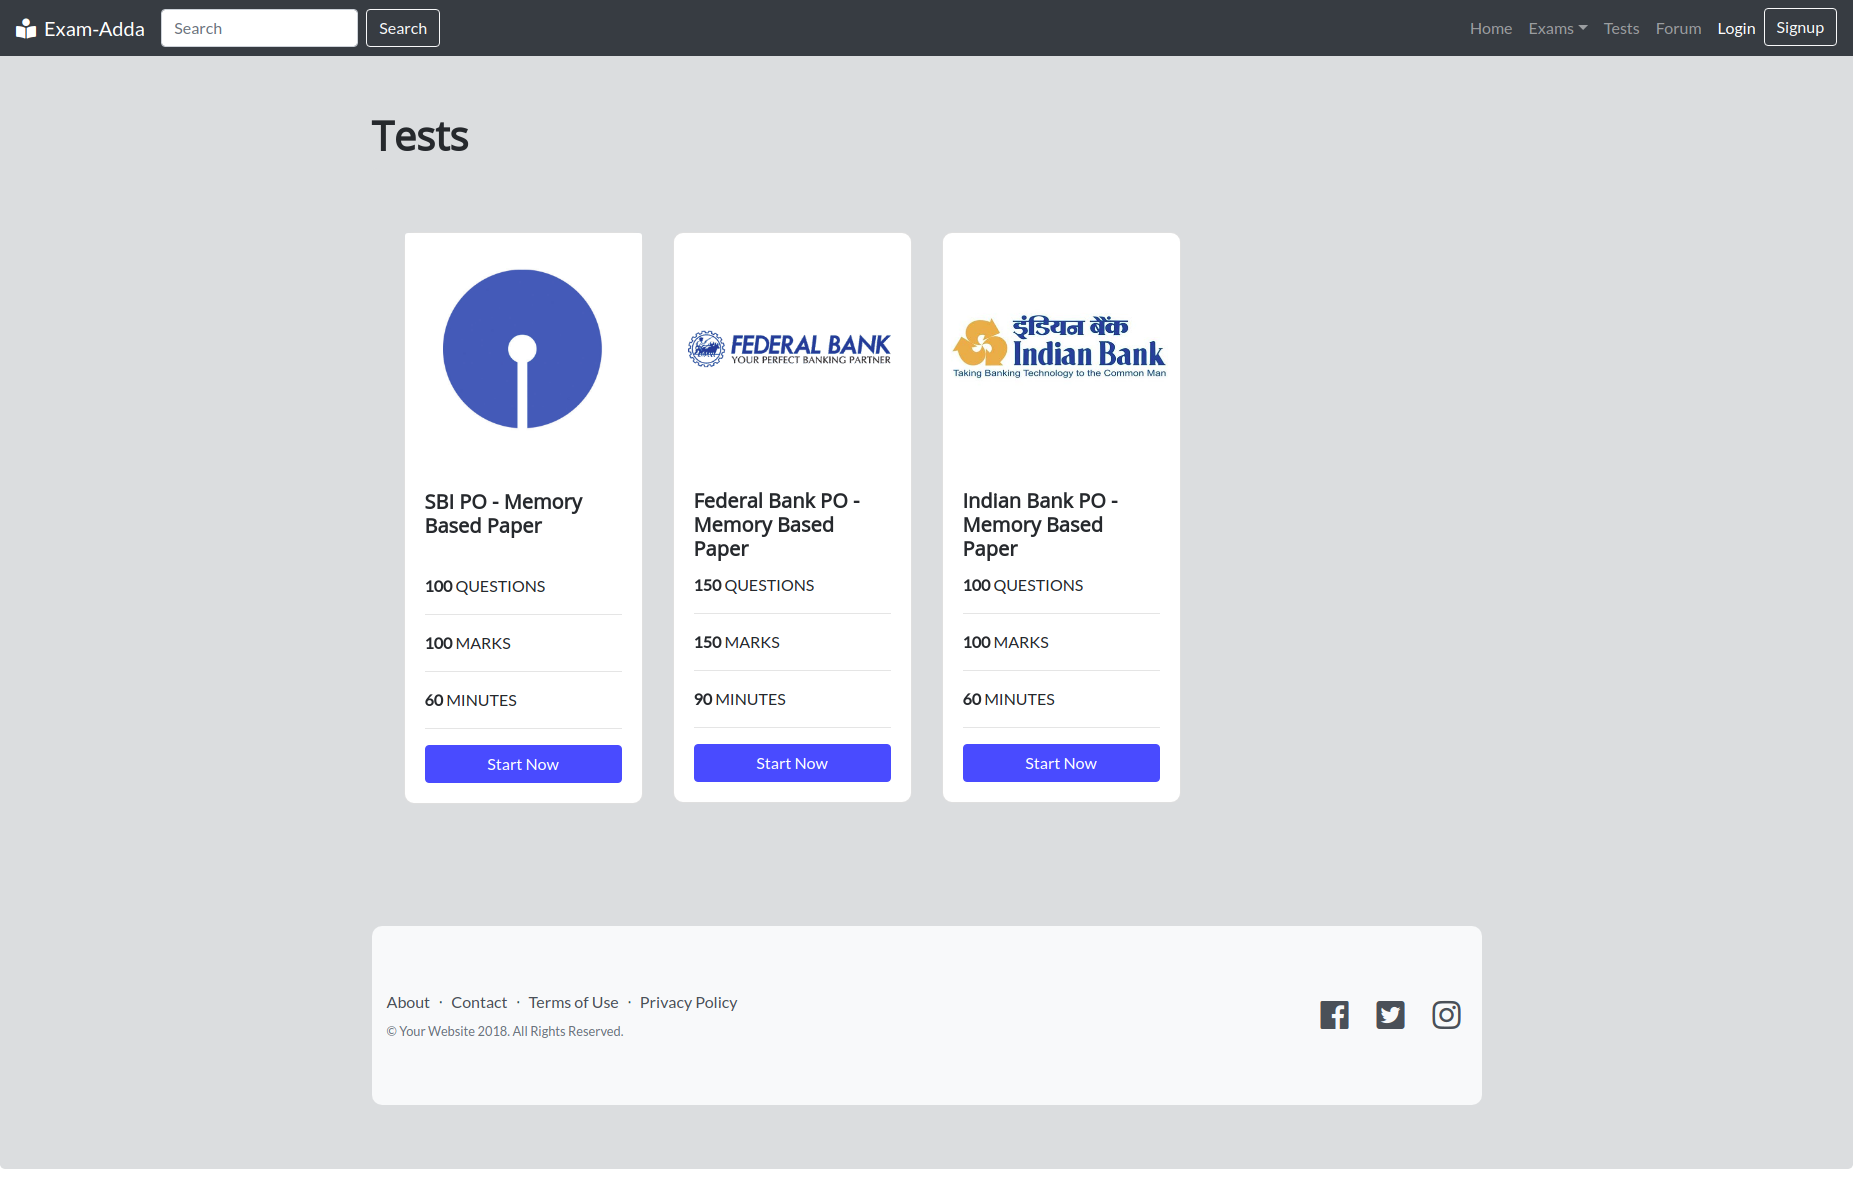 Exam-Adda Search Search Home Exams Tests Forum Login Signup
Tests
FEDERAL BANK
YOUR PERFECT BANKING PARTNER
इंडियन बैंक
Indian Bank
Taking Banking Technology to the Common Man
SBI PO - Memory
Based Paper
100 QUESTIONS
100 MARKS
60 MINUTES
Start Now
Federal Bank PO -
Memory Based
Paper
150 QUESTIONS
150 MARKS
90 MINUTES
Start Now
Indian Bank PO -
Memory Based
Paper
100 QUESTIONS
100 MARKS
60 MINUTES
Start Now
About · Contact · Terms of Use · Privacy Policy
© Your Website 2018. All Rights Reserved.